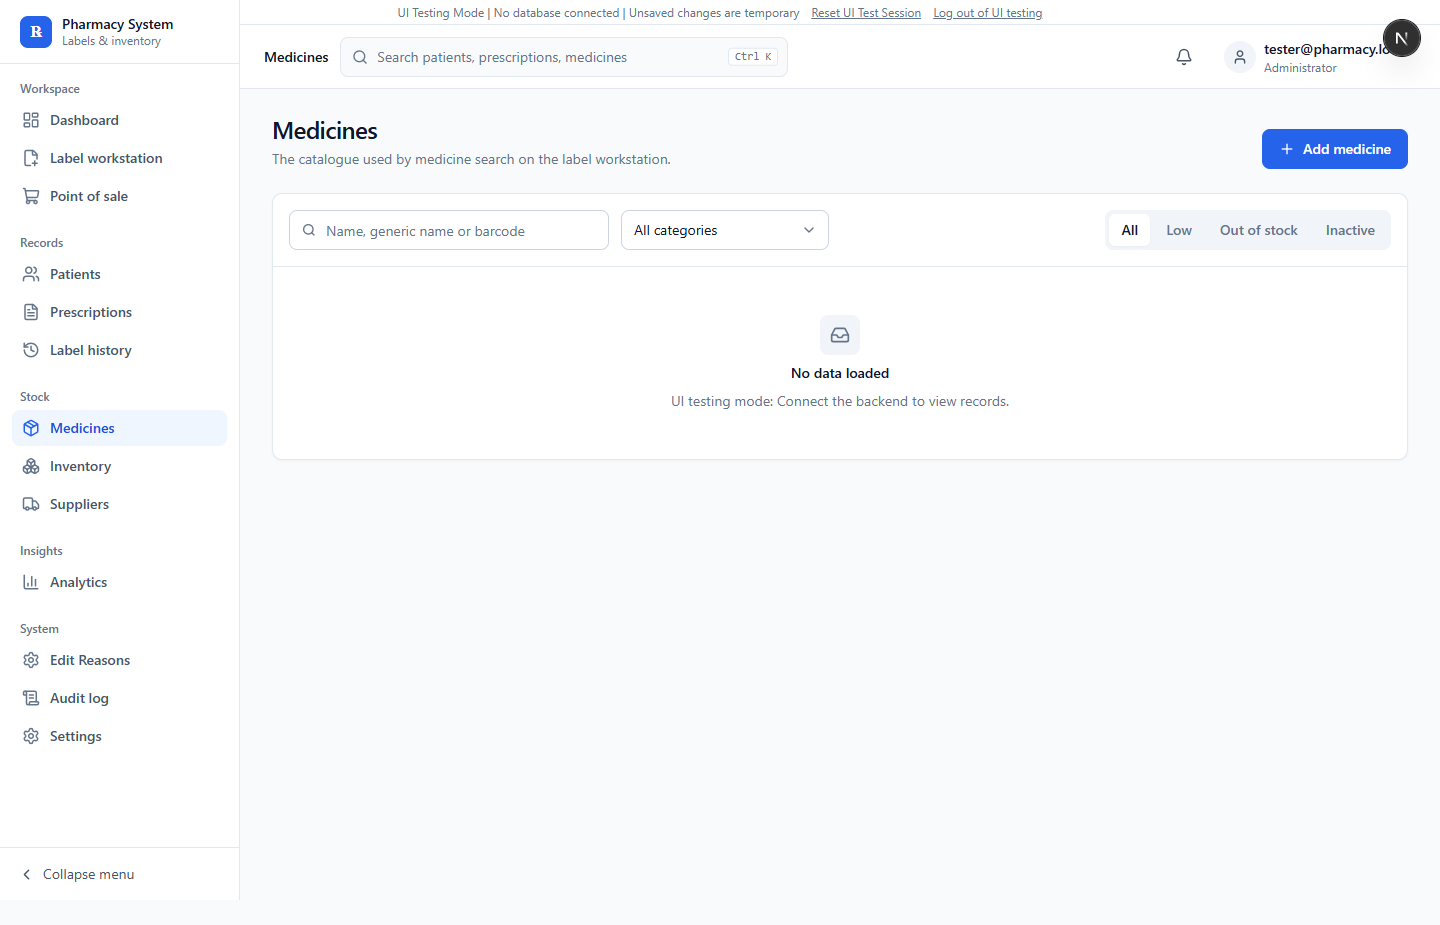 ℞
Pharmacy System
Labels & inventory
Workspace
Dashboard
Label workstation
Point of sale
Records
Patients
Prescriptions
Label history
Stock
Medicines
Inventory
Suppliers
Insights
Analytics
System
Edit Reasons
Audit log
Settings
Collapse menu
UI Testing Mode | No database connected | Unsaved changes are temporary Reset UI Test Session Log out of UI testing
Medicines
Search patients, prescriptions, medicines Ctrl K
tester@pharmacy.lo
Administrator
N
Medicines
The catalogue used by medicine search on the label workstation.
Add medicine
Name, generic name or barcode
All categories
All Low Out of stock Inactive
No data loaded
UI testing mode: Connect the backend to view records.